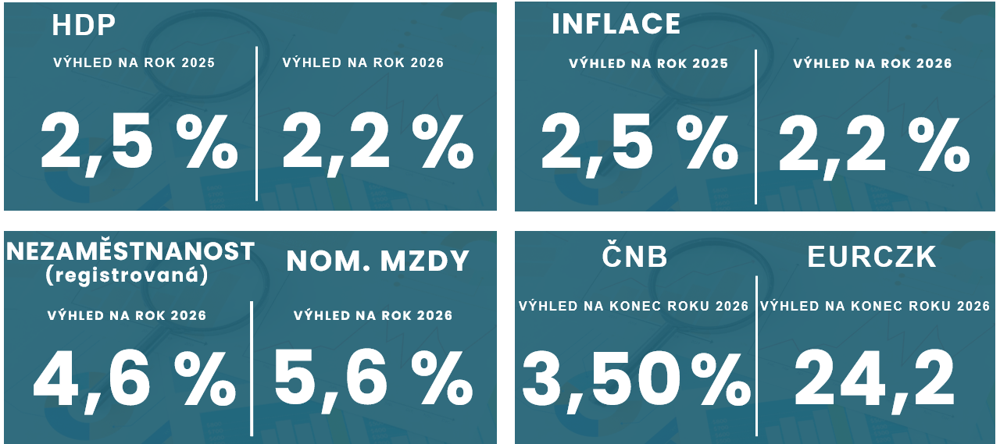 HDP
VÝHLED NA ROK 2025
VÝHLED NA ROK 2026
2,5 %
2,2 %
INFLACE
VÝHLED NA ROK 2025
VÝHLED NA ROK 2026
2,5 %
2,2 %
NEZAMĚSTNANOST
(registrovaná)
VÝHLED NA ROK 2026
4,6 %
NOM. MZDY
VÝHLED NA ROK 2026
5,6 %
ČNB
VÝHLED NA KONEC ROKU 2026
3,50%
EURCZK
VÝHLED NA KONEC ROKU 2026
24,2